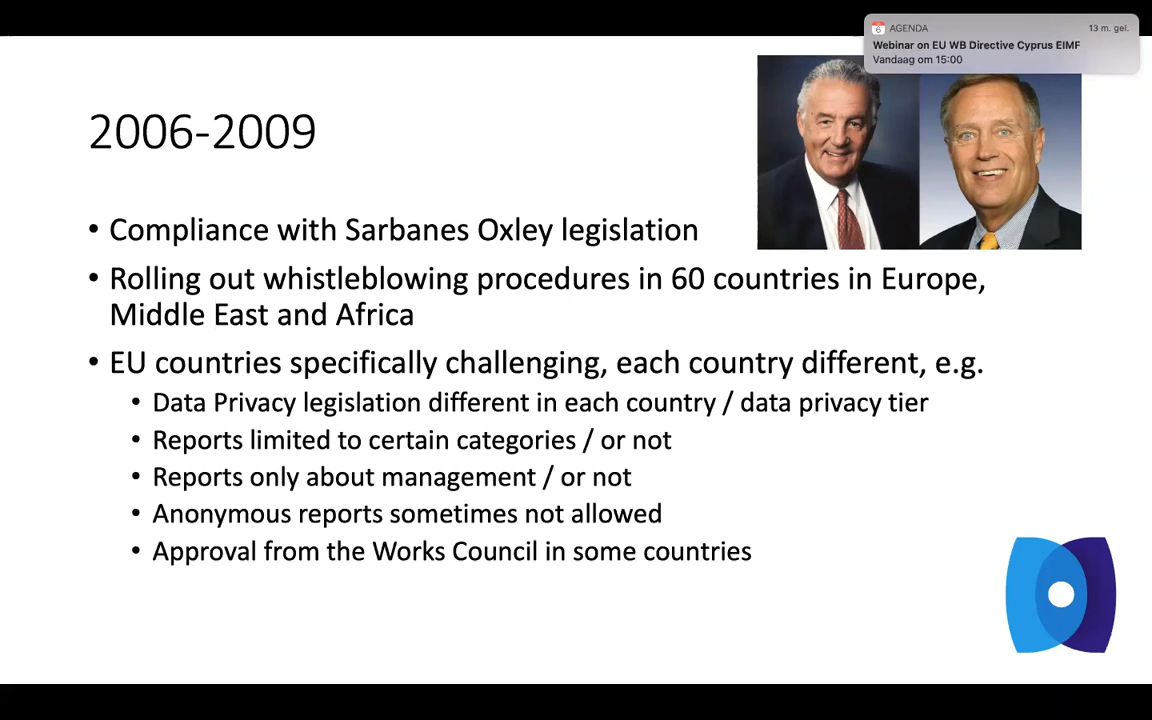 AGENDA 13 m. gel.
6
Webinar on EU WB Directive Cyprus EIMF
Vandaag om 15:00
2006-2009
• Compliance with Sarbanes Oxley legislation
• Rolling out whistleblowing procedures in 60 countries in Europe,
Middle East and Africa
• EU countries specifically challenging, each country different, e.g.
• Data Privacy legislation different in each country / data privacy tier
• Reports limited to certain categories / or not
• Reports only about management / or not
• Anonymous reports sometimes not allowed
• Approval from the Works Council in some countries